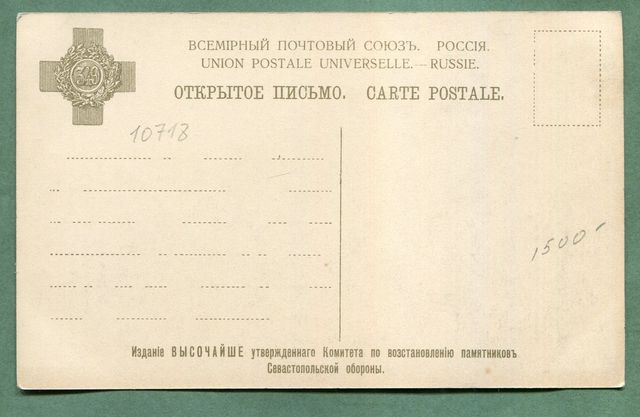 349
ВСЕМІРНЫЙ ПОЧТОВЫЙ СОЮЗЪ. РОССІЯ.
UNION POSTALE UNIVERSELLE.—RUSSIE.
ОТКРЫТОЕ ПИСЬМО. CARTE POSTALE.
10718
1500-
Изданіе ВЫСОЧАЙШЕ утвержденнаго Комитета по возстановленію памятниковъ
Севастопольской обороны.